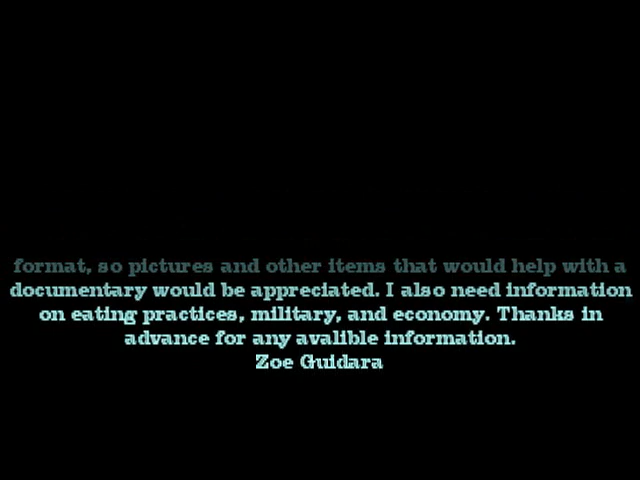 format, so pictures and other items that would help with a
documentary would be appreciated. I also need information
on eating practices, military, and economy. Thanks in
advance for any avalible information.
Zoe Guidara